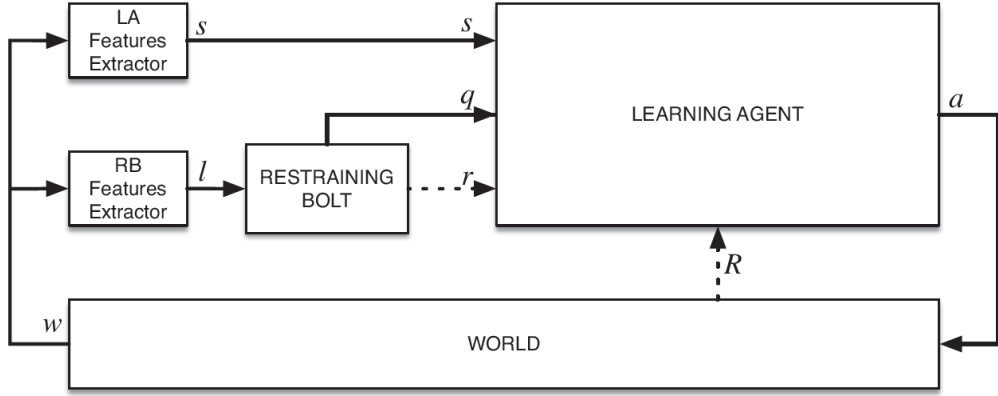 LA
Features
Extractor
s
s
q
LEARNING AGENT
a
RB
Features
Extractor
l
RESTRAINING
BOLT
r
R
w
WORLD